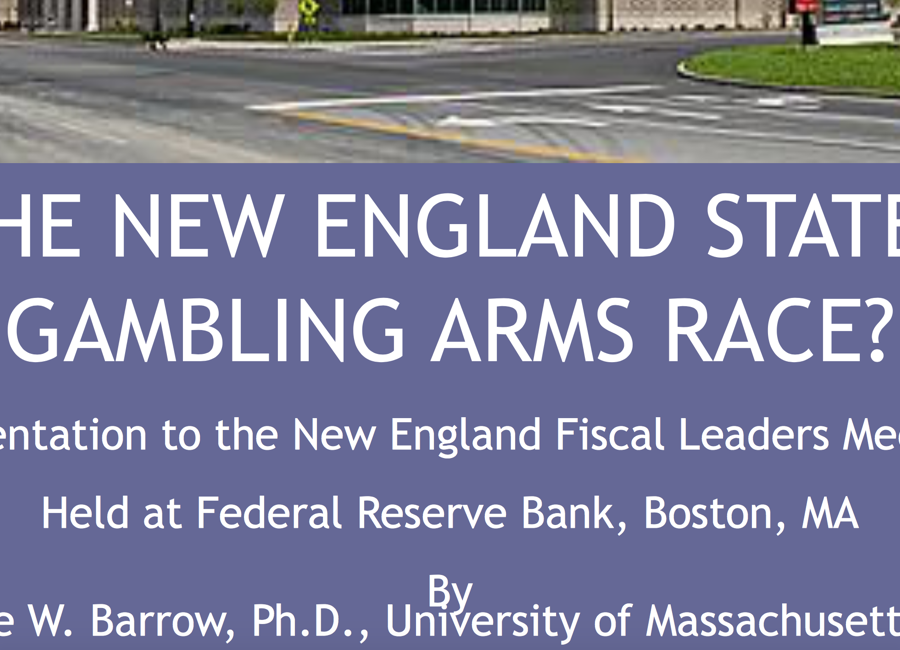 HE NEW ENGLAND STATE
GAMBLING ARMS RACE?
entation to the New England Fiscal Leaders Mee
Held at Federal Reserve Bank, Boston, MA
By
e W. Barrow, Ph.D., University of Massachusett